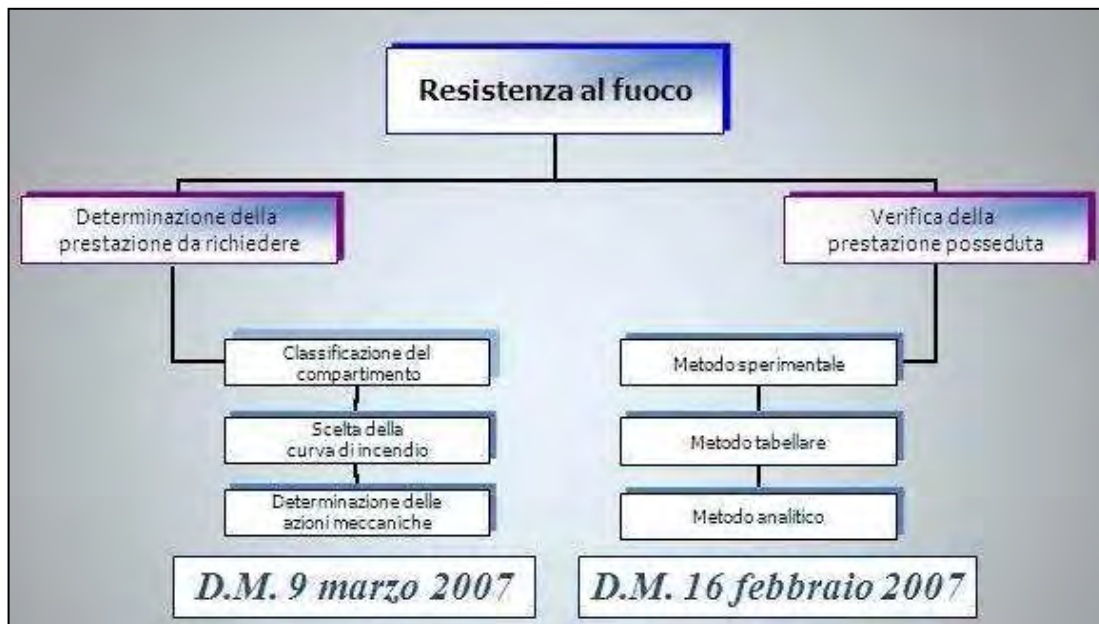 Resistenza al fuoco
Determinazione della
prestazione da richiedere
Verifica della
prestazione posseduta
Classificazione del
compartimento
Scelta della
curva di incendio
Determinazione delle
azioni meccaniche
Metodo sperimentale
Metodo tabellare
Metodo analitico
D.M. 9 marzo 2007
D.M. 16 febbraio 2007